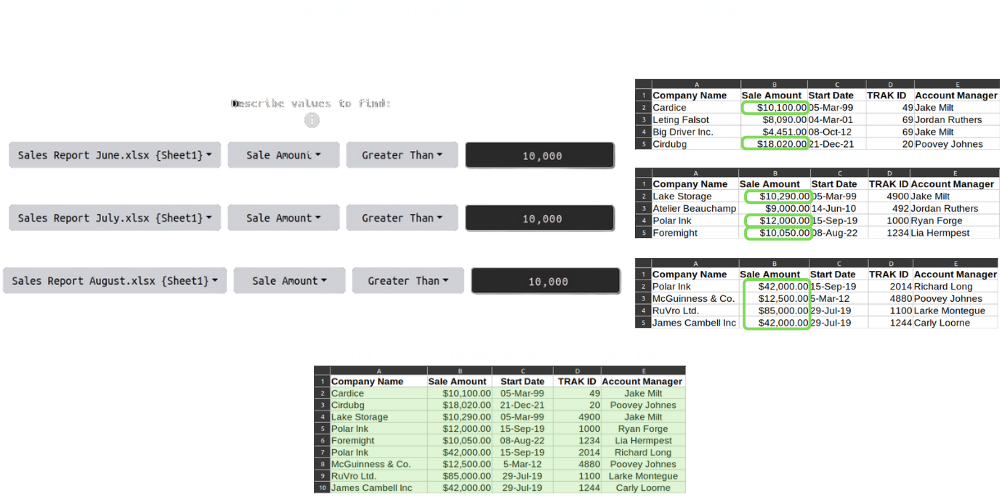 Describe values to find:
i
Sales Report June.xlsx {Sheet1} Sale Amount Greater Than 10,000
Sales Report July.xlsx {Sheet1} Sale Amount Greater Than 10,000
Sales Report August.xlsx {Sheet1} Sale Amount Greater Than 10,000
A B C D E
1 Company Name Sale Amount Start Date TRAK ID Account Manager
2 Cardice $10,100.00 05-Mar-99 49 Jake Milt
3 Leting Falsot $8,090.00 04-Mar-01 69 Jordan Ruthers
4 Big Driver Inc. $4,451.00 08-Oct-12 69 Jake Milt
5 Cirdubg $18,020.00 21-Dec-21 20 Poovey Johnes
A B C D E
1 Company Name Sale Amount Start Date TRAK ID Account Manager
2 Lake Storage $10,290.00 05-Mar-99 4900 Jake Milt
3 Atelier Beauchamp $9,000.00 14-Jun-10 492 Jordan Ruthers
4 Polar Ink $12,000.00 15-Sep-19 1000 Ryan Forge
5 Foremight $10,050.00 08-Aug-22 1234 Lia Hermpest
A B C D E
1 Company Name Sale Amount Start Date TRAK ID Account Manager
2 Polar Ink $42,000.00 15-Sep-19 2014 Richard Long
3 McGuinness & Co. $12,500.00 5-Mar-12 4880 Poovey Johnes
4 RuVro Ltd. $85,000.00 29-Jul-19 1100 Larke Montegue
5 James Cambell Inc $42,000.00 29-Jul-19 1244 Carly Loorne
A B C D E
1 Company Name Sale Amount Start Date TRAK ID Account Manager
2 Cardice $10,100.00 05-Mar-99 49 Jake Milt
3 Cirdubg $18,020.00 21-Dec-21 20 Poovey Johnes
4 Lake Storage $10,290.00 05-Mar-99 4900 Jake Milt
5 Polar Ink $12,000.00 15-Sep-19 1000 Ryan Forge
6 Foremight $10,050.00 08-Aug-22 1234 Lia Hermpest
7 Polar Ink $42,000.00 15-Sep-19 2014 Richard Long
8 McGuinness & Co. $12,500.00 5-Mar-12 4880 Poovey Johnes
9 RuVro Ltd. $85,000.00 29-Jul-19 1100 Larke Montegue
10 James Cambell Inc $42,000.00 29-Jul-19 1244 Carly Loorne